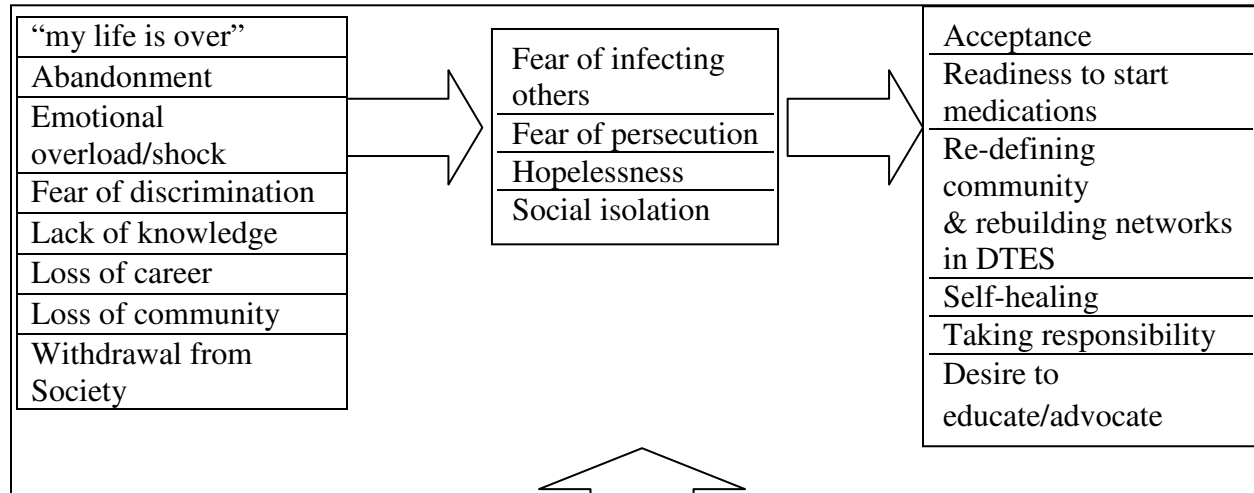 “my life is over”
Abandonment
Emotional
overload/shock
Fear of discrimination
Lack of knowledge
Loss of career
Loss of community
Withdrawal from
Society
Fear of infecting
others
Fear of persecution
Hopelessness
Social isolation
Acceptance
Readiness to start
medications
Re-defining
community
& rebuilding networks
in DTES
Self-healing
Taking responsibility
Desire to
educate/advocate